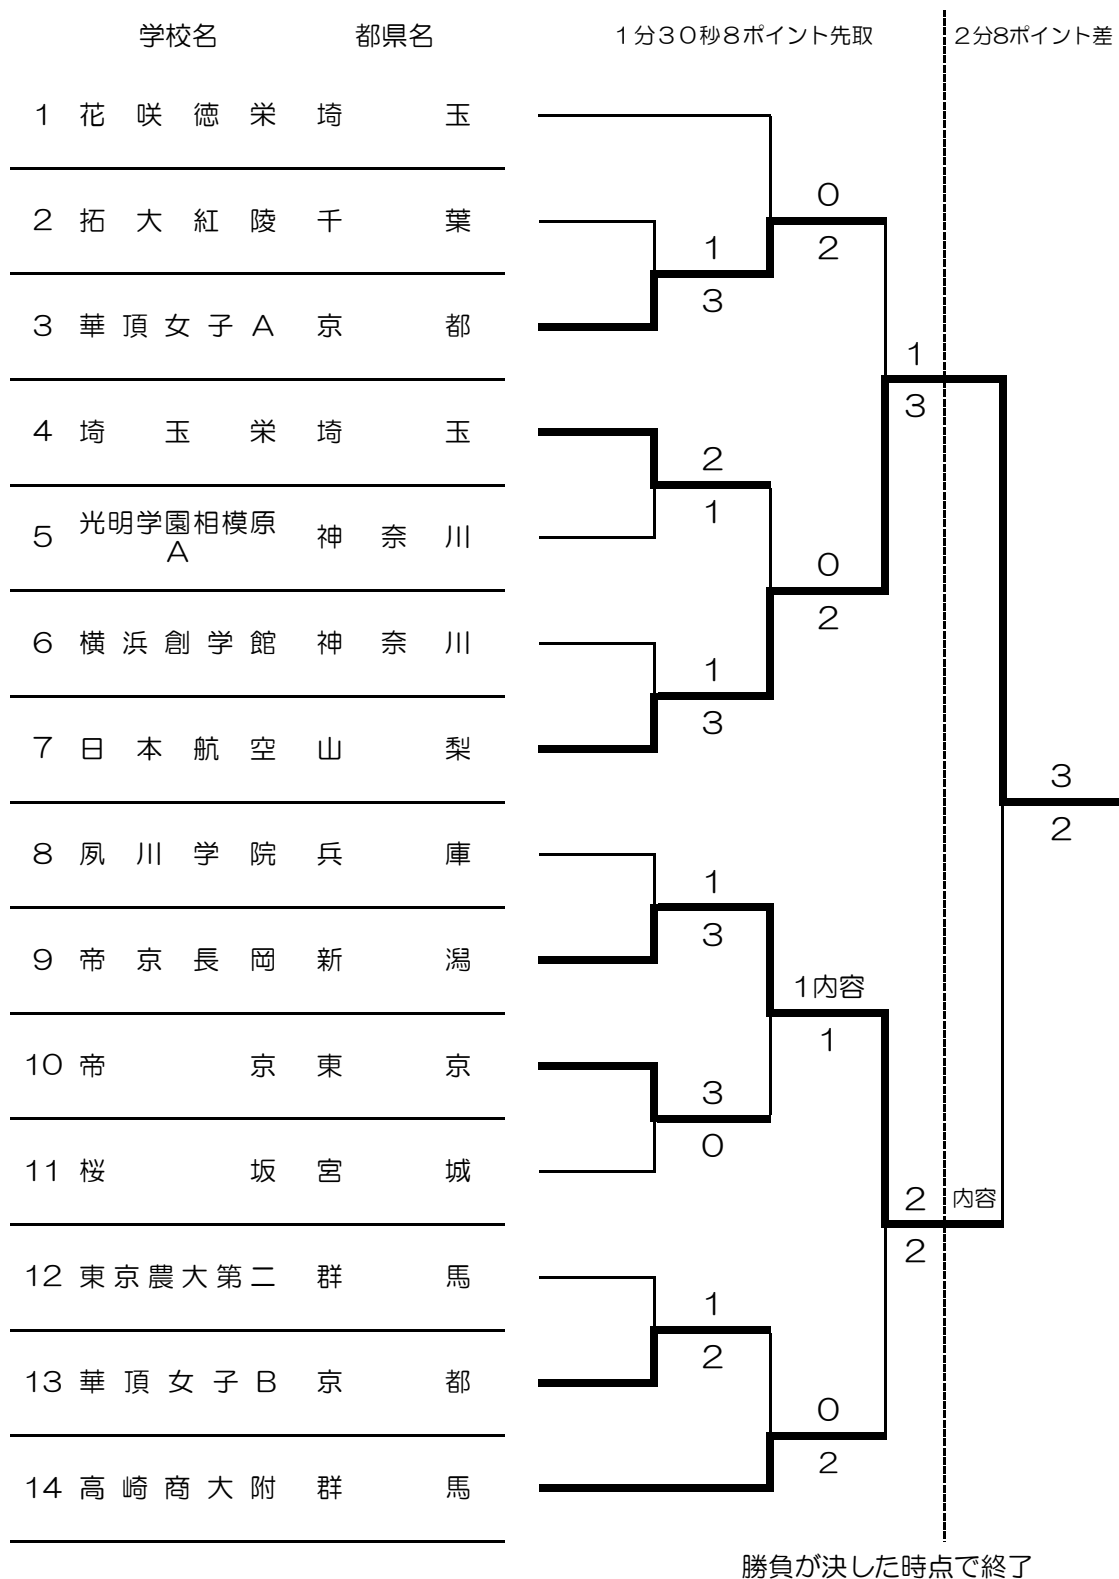 学校名 都県名 1分30秒8ポイント先取 2分8ポイント差
1 花咲徳栄 埼玉
0
2 拓大紅陵 千葉
1 2
3
3 華頂女子A 京都
1
3
4 埼玉栄 埼玉
2
1
5 光明学園相模原A 神奈川
0
2
6 横浜創学館 神奈川
1
3
7 日本航空 山梨
3
2
8 夙川学院 兵庫
1
3
9 帝京長岡 新潟
1内容
1
10 帝京 東京
3
0
11 桜坂 宮城
2 内容
2
12 東京農大第二 群馬
1
2
13 華頂女子B 京都
0
2
14 高崎商大附 群馬
勝負が決した時点で終了